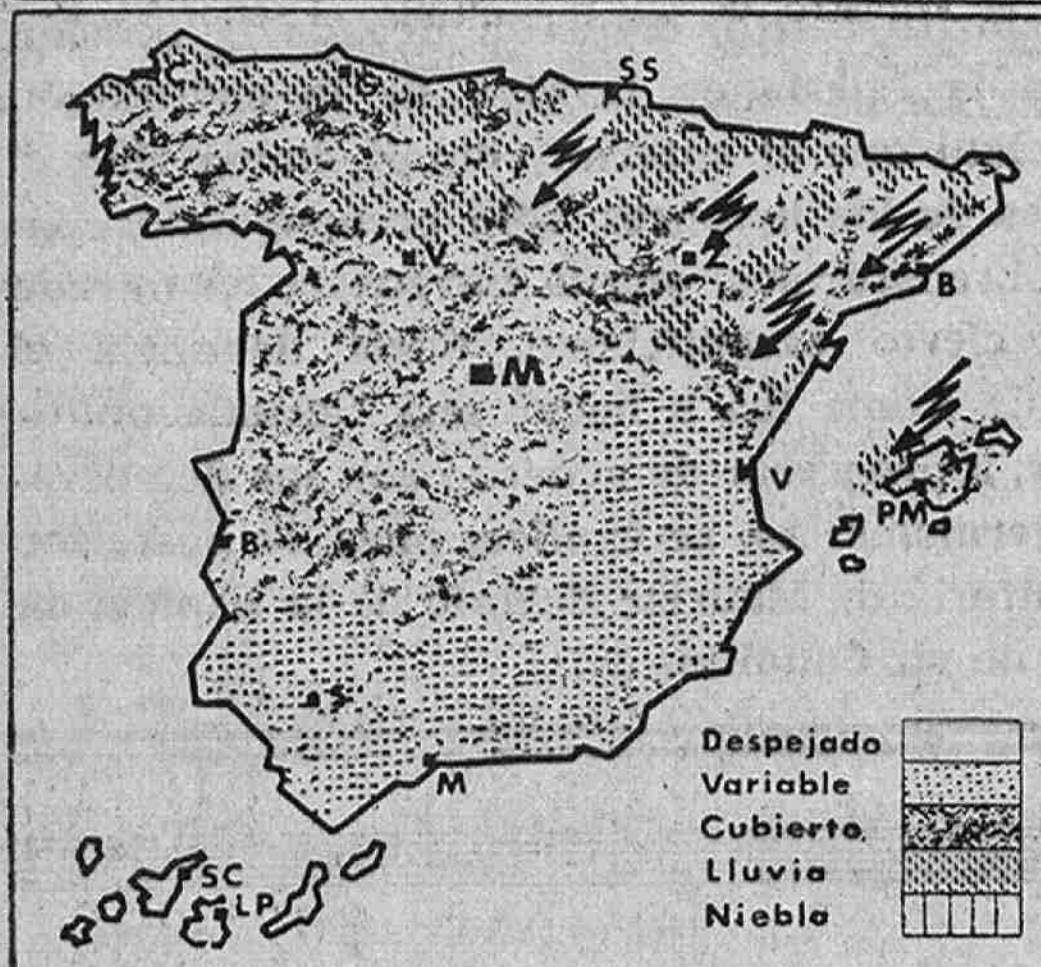 SS
C
O
V
Z
B
M
V
PM
B
S
M
SC
LP
Despejado
Variable
Cubierto
Lluvia
Niebla